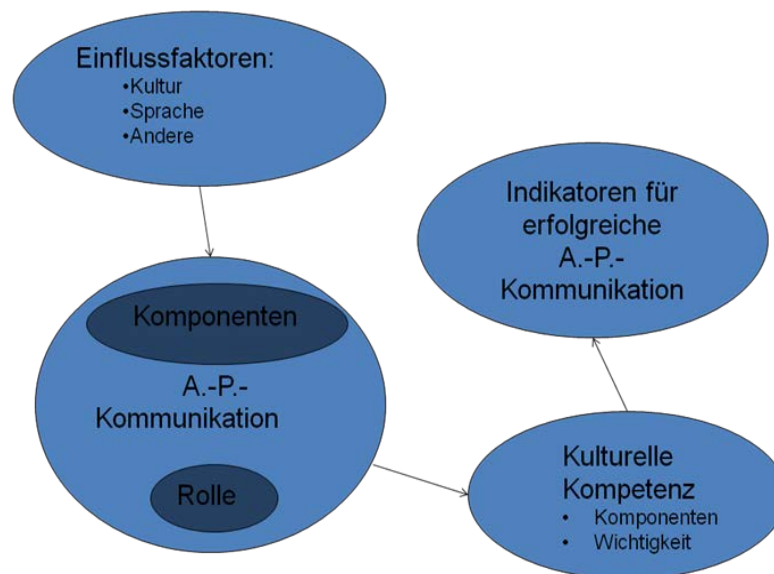 Einflussfaktoren:
•Kultur
•Sprache
•Andere
Komponenten
A.-P.-
Kommunikation
Rolle
Kulturelle
Kompetenz
• Komponenten
• Wichtigkeit
Indikatoren für
erfolgreiche
A.-P.-
Kommunikation